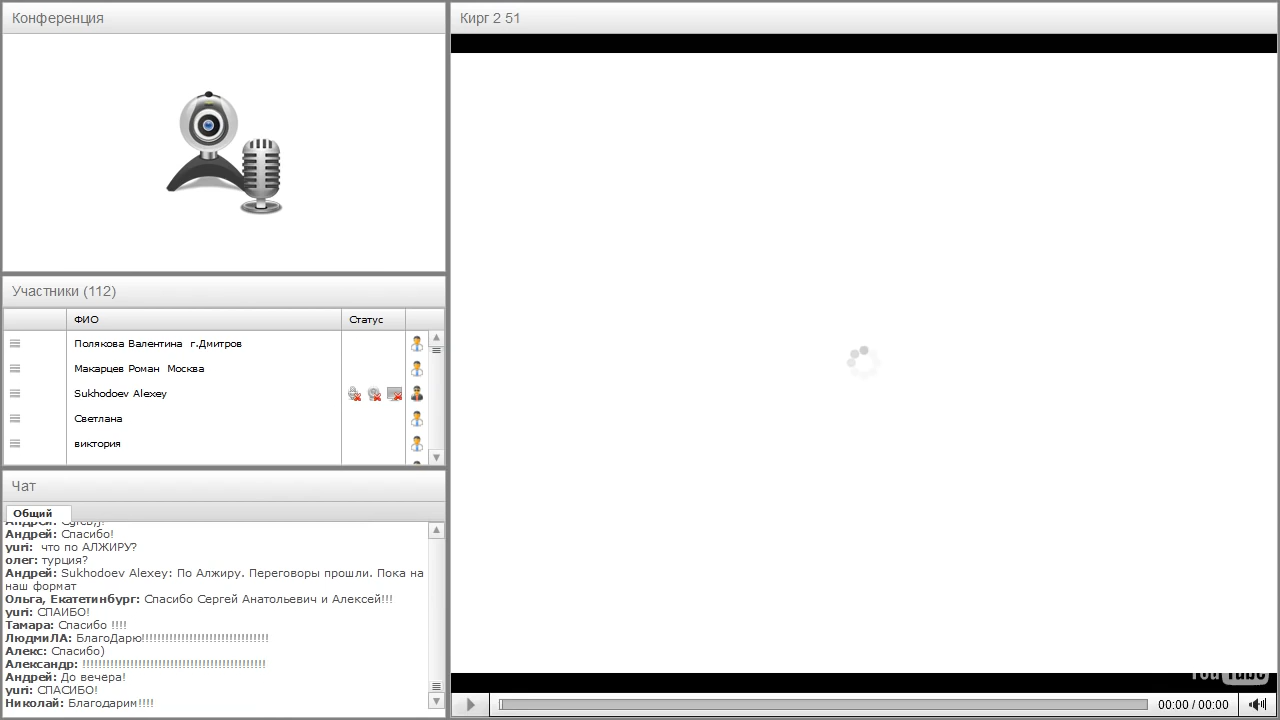 Конференция
Кирг 2 51
Участники (112)
ФИО
Статус
Полякова Валентина г.Дмитров
Макарцев Роман Москва
Sukhodoev Alexey
Светлана
виктория
Чат
Общий
Андрей:
Андрей: Спасибо!
yuri: что по АЛЖИРУ?
олег: турция?
Андрей: Sukhodoev Alexey: По Алжиру. Переговоры прошли. Пока на
наш формат
Ольга, Екатетинбург: Спасибо Сергей Анатольевич и Алексей!!!
yuri: СПАИБО!
Тамара: Спасибо !!!!
ЛюдмиЛА: БлагоДарю!!!!!!!!!!!!!!!!!!!!!!!!!!!!!!!!
Алекс: Спасибо)
Александр: !!!!!!!!!!!!!!!!!!!!!!!!!!!!!!!!!!!!!!!!!!!!!!
Андрей: До вечера!
yuri: СПАСИБО!
Николай: Благодарим!!!!
YouTube
00:00 / 00:00